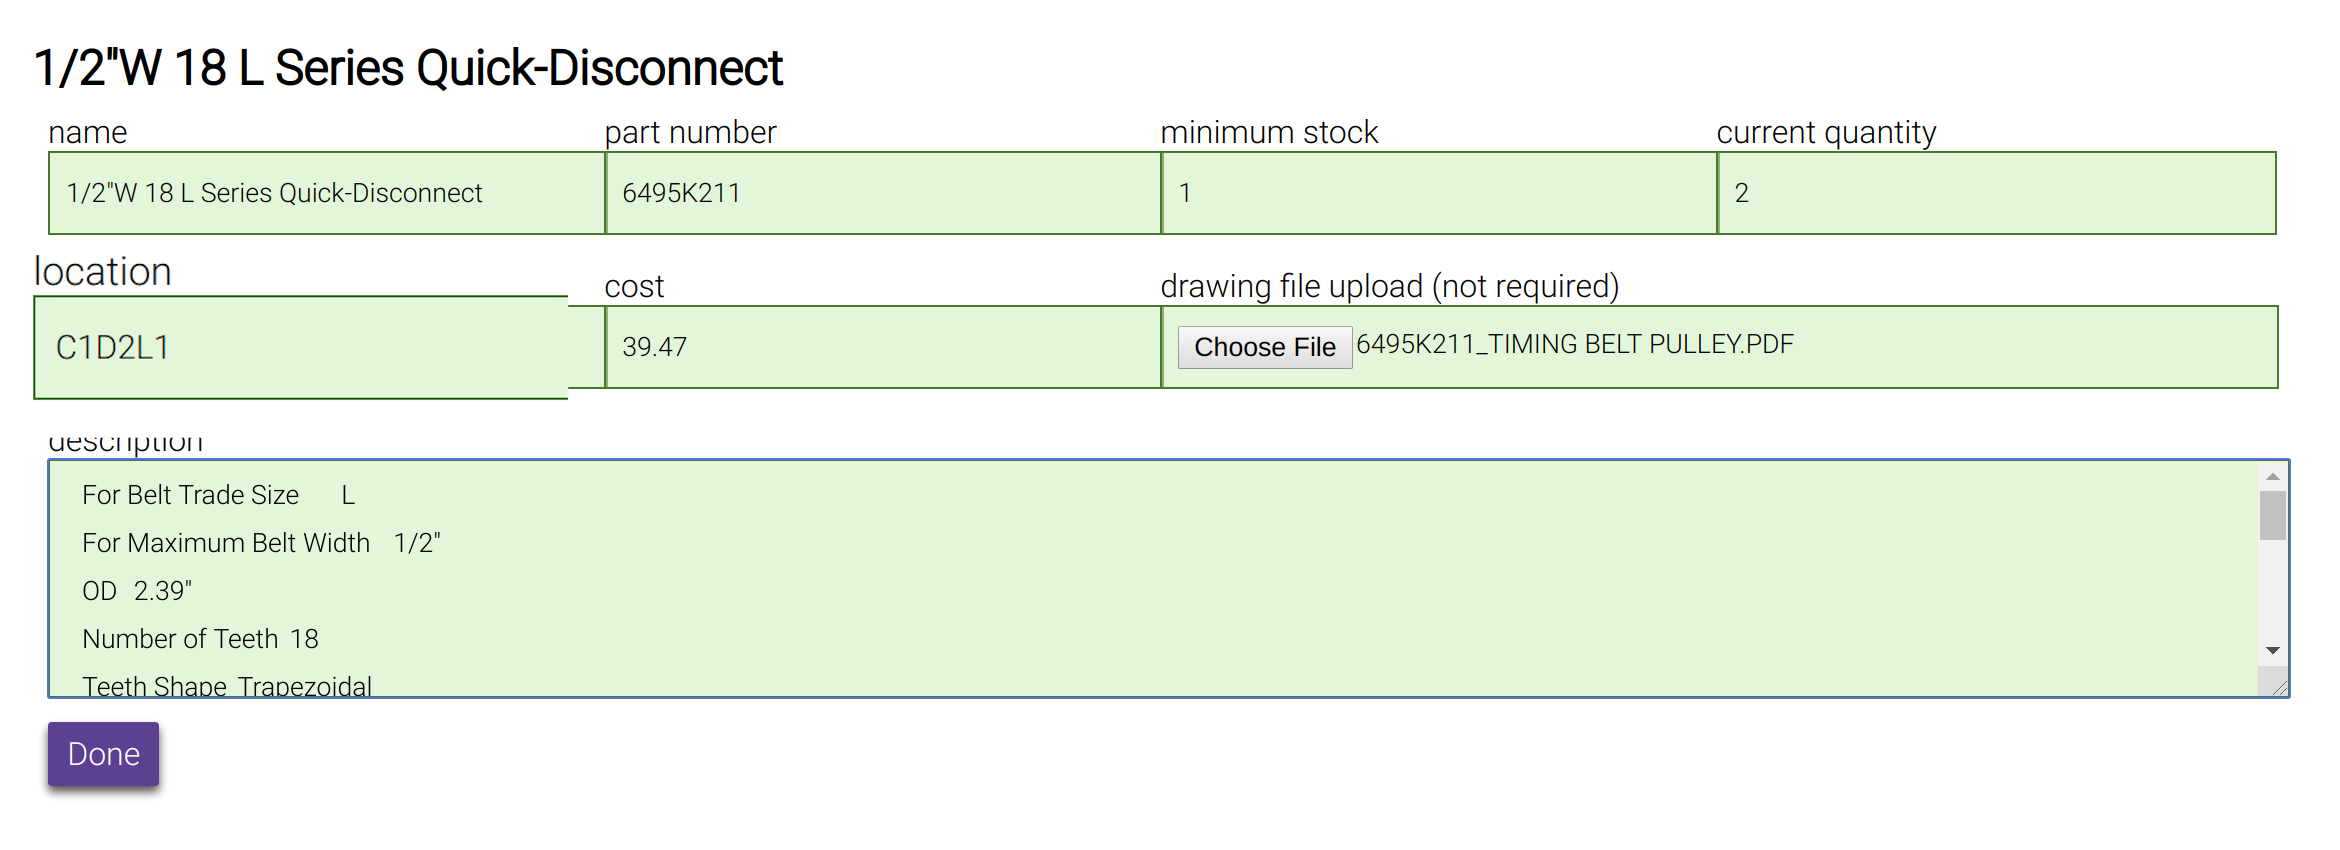 1/2"W 18 L Series Quick-Disconnect
name
part number
minimum stock
current quantity
1/2"W 18 L Series Quick-Disconnect
6495K211
1
2
location
cost
drawing file upload (not required)
C1D2L1
39.47
Choose File 6495K211_TIMING BELT PULLEY.PDF
description
For Belt Trade Size L
For Maximum Belt Width 1/2"
OD 2.39"
Number of Teeth 18
Teeth Shape Trapezoidal
Done